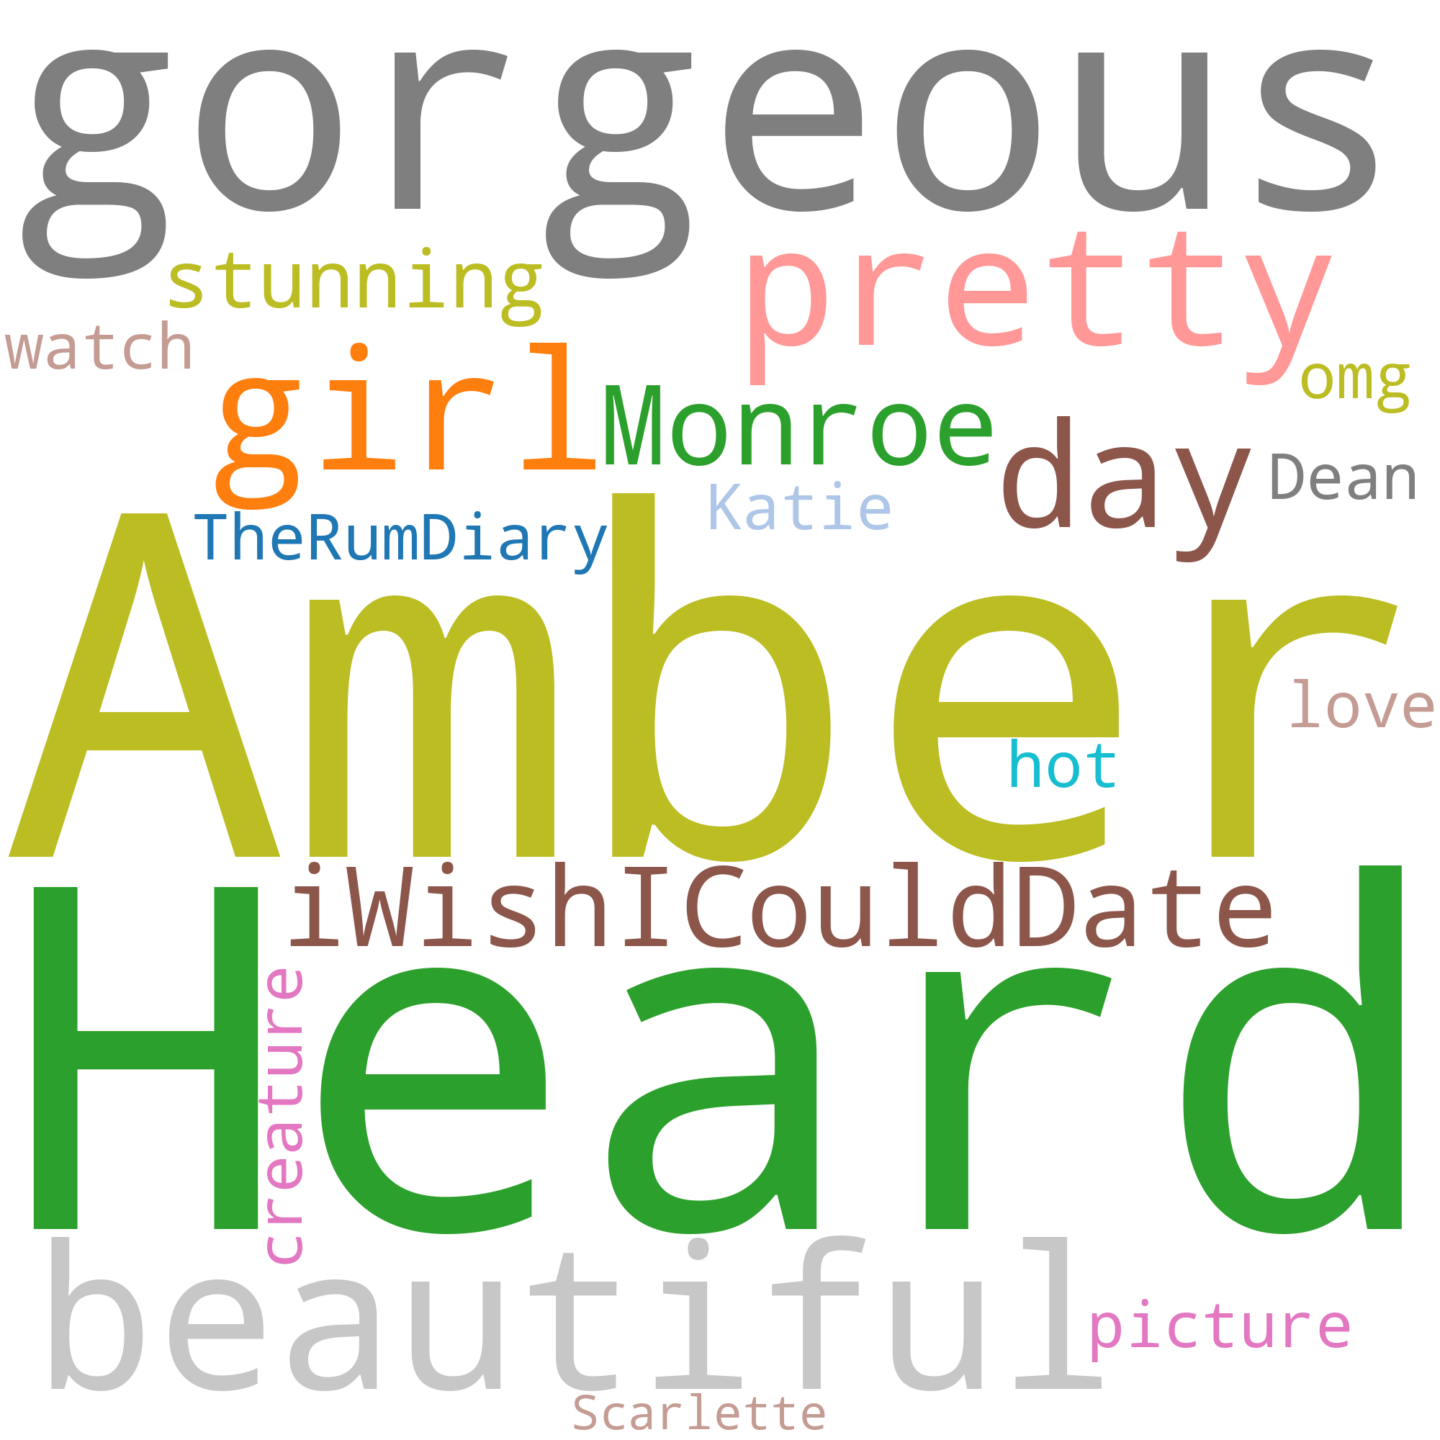 gorgeous
stunning
pretty
watch
girl
omg
Monroe
day
Dean
Katie
TheRumDiary
Amber
love
hot
iWishICouldDate
Heard
creature
beautiful
picture
Scarlette